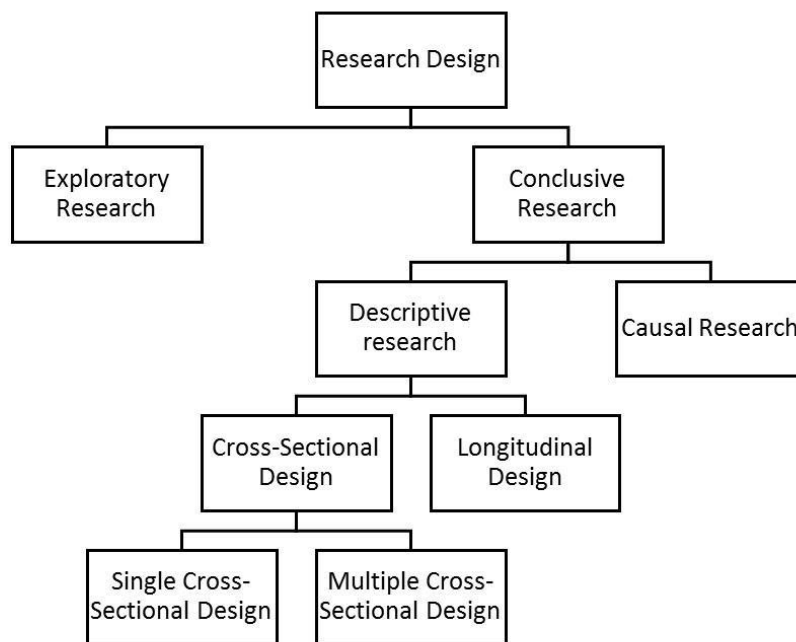 Research Design
Exploratory
Research
Conclusive
Research
Descriptive
research
Causal Research
Cross-Sectional
Design
Longitudinal
Design
Single Cross-
Sectional Design
Multiple Cross-
Sectional Design